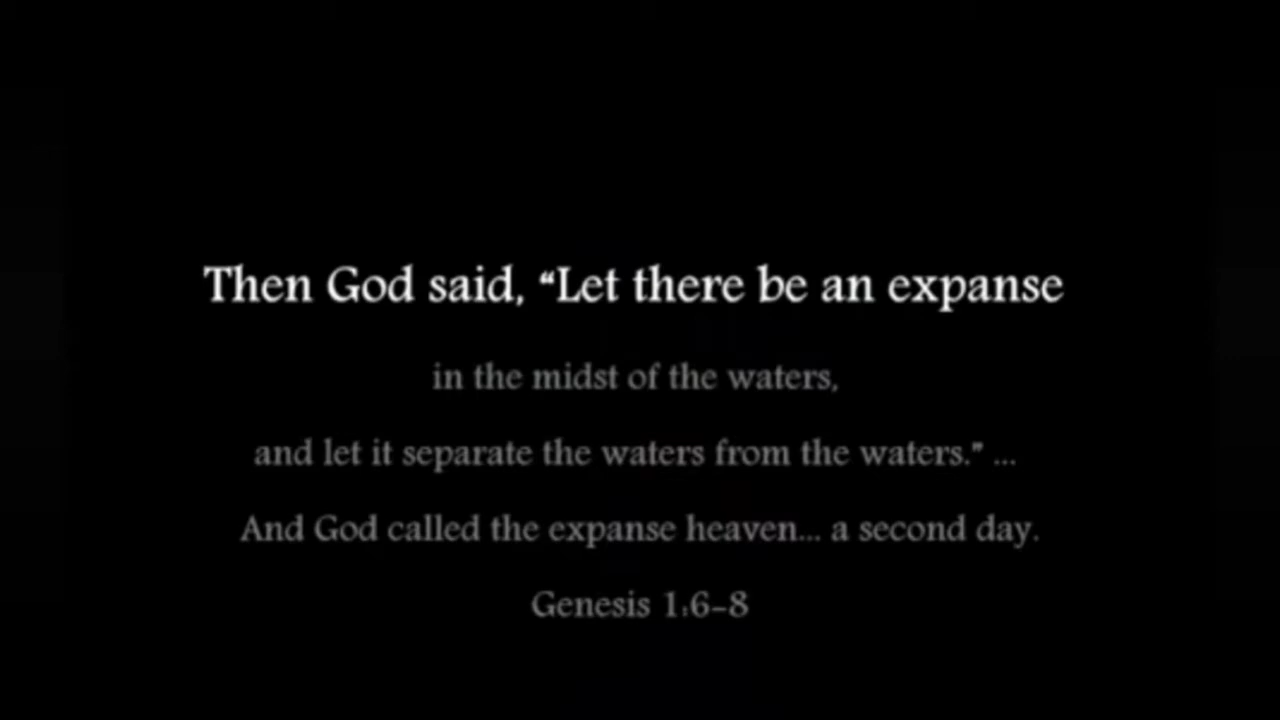 Then God said, “Let there be an expanse
in the midst of the waters,
and let it separate the waters from the waters.” ...
And God called the expanse heaven... a second day.
Genesis 1:6-8